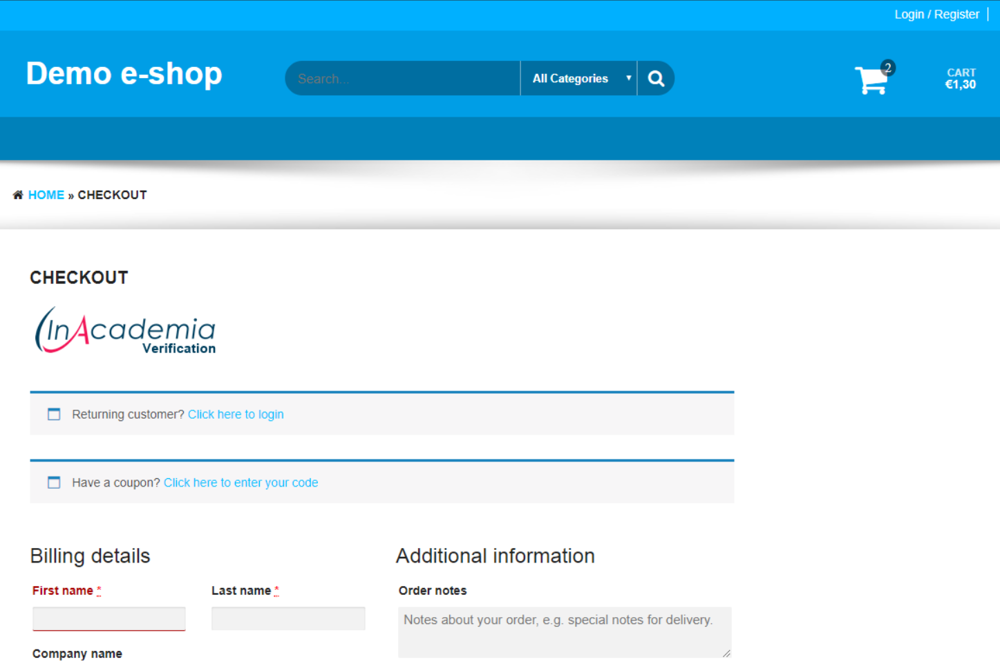 Login / Register
Demo e-shop
Search...
All Categories
2
CART
€1,30
HOME » CHECKOUT
CHECKOUT
InAcademia
Verification
Returning customer? Click here to login
Have a coupon? Click here to enter your code
Billing details
Additional information
First name *
Last name *
Order notes
Notes about your order, e.g. special notes for delivery.
Company name